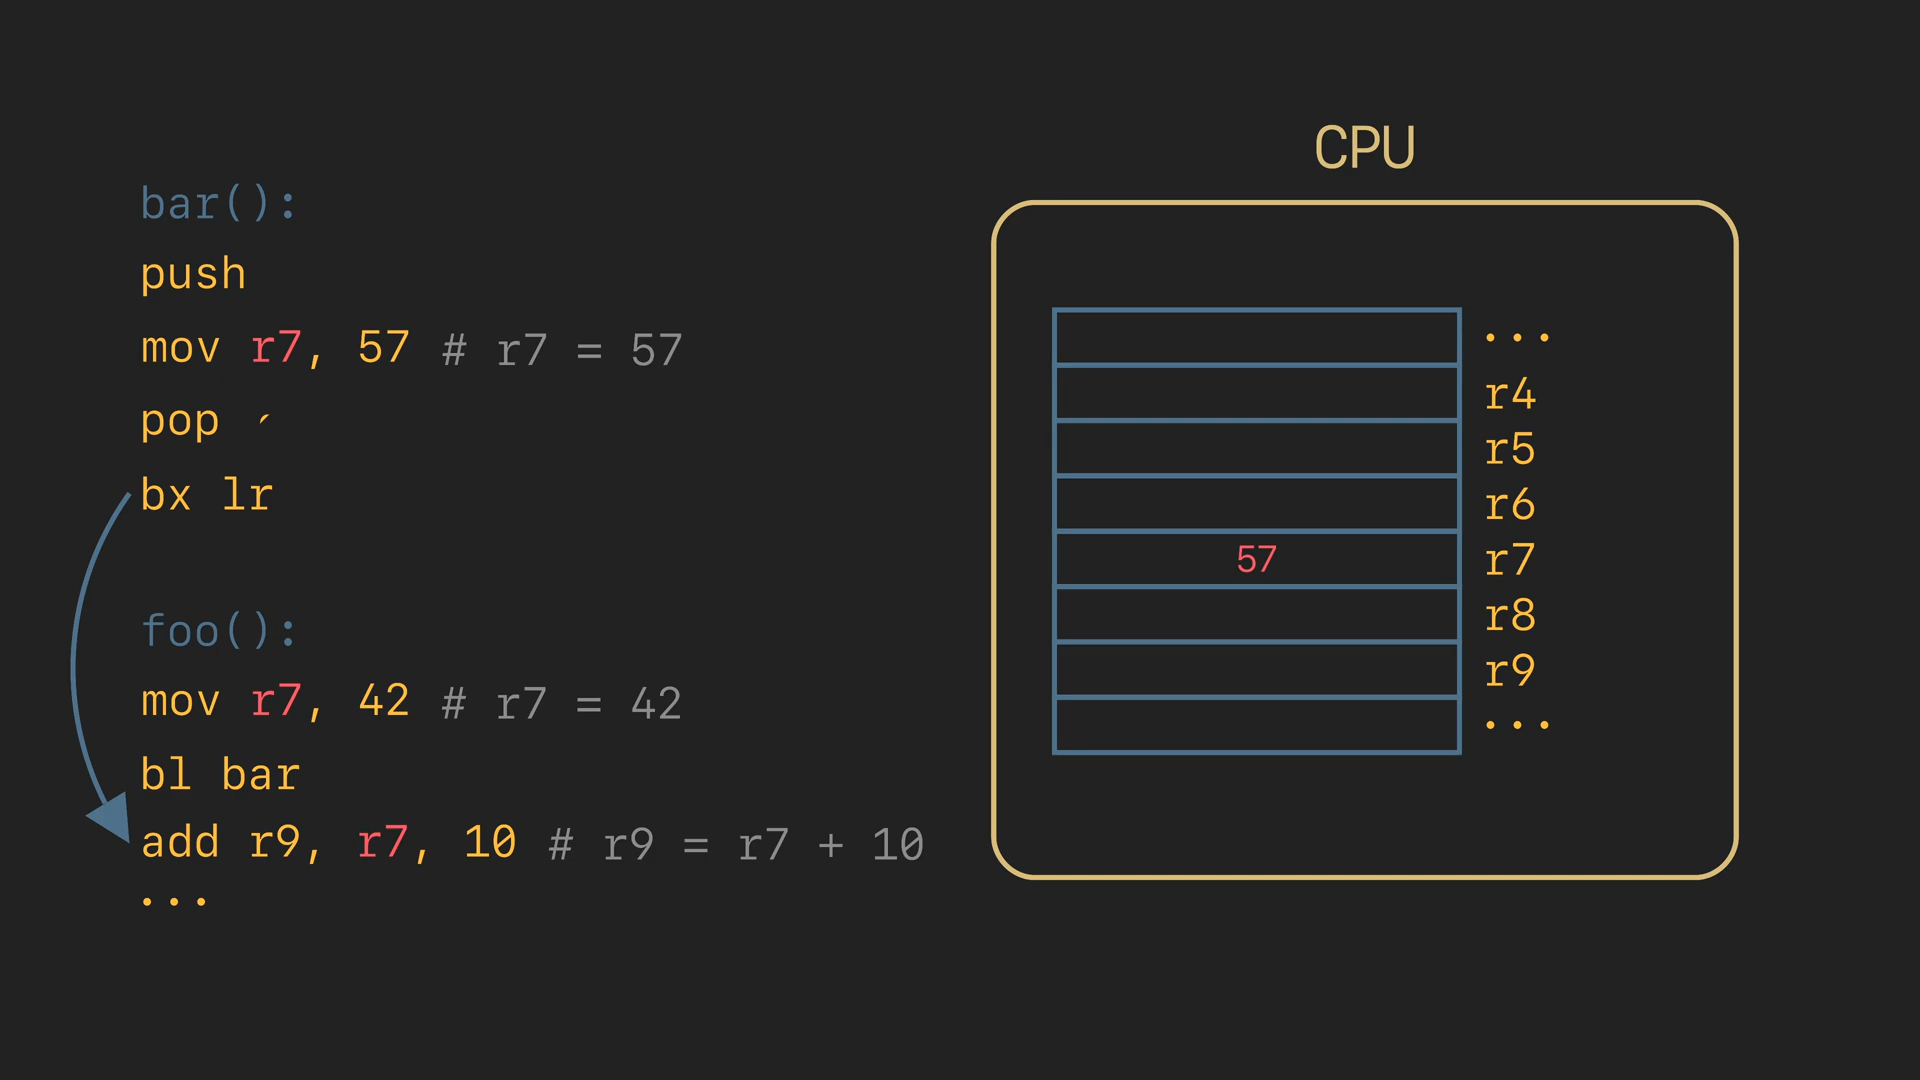 CPU
bar():
push
mov r7, 57 # r7 = 57
pop
bx lr
foo():
mov r7, 42 # r7 = 42
bl bar
add r9, r7, 10 # r9 = r7 + 10
...
...
r4
r5
r6
57 r7
r8
r9
...